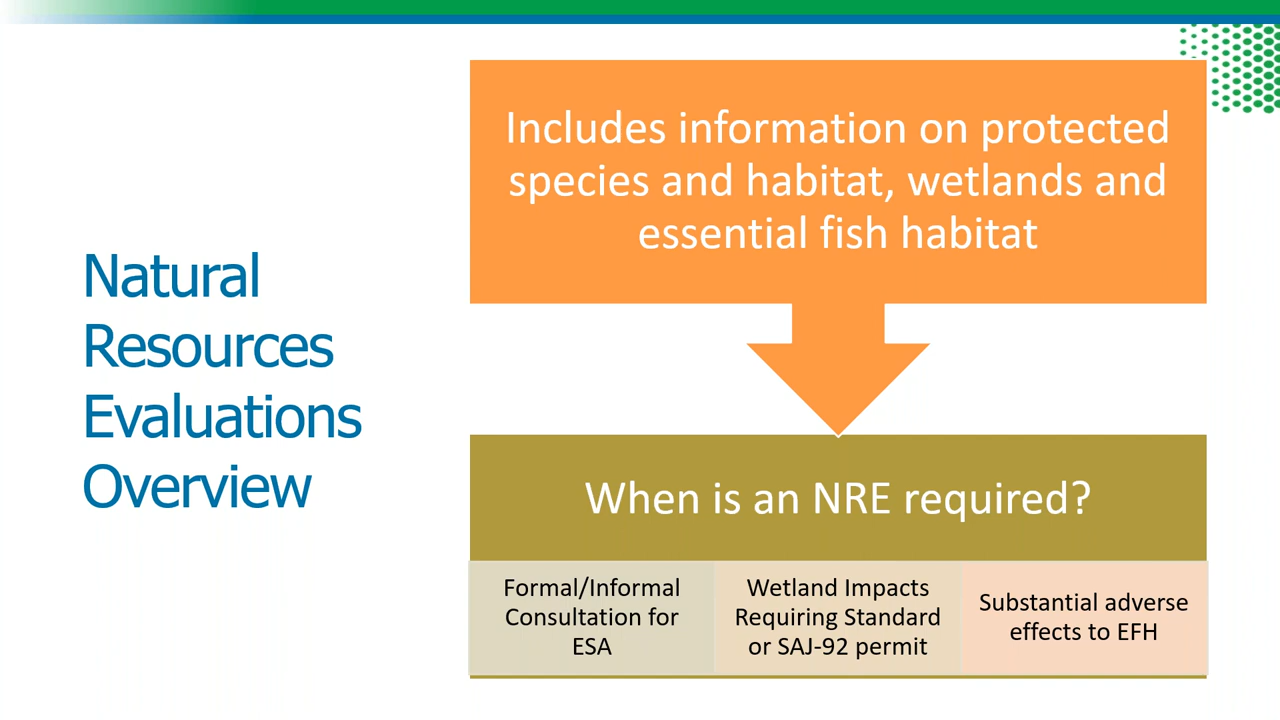 Natural
Resources
Evaluations
Overview
Includes information on protected
species and habitat, wetlands and
essential fish habitat
When is an NRE required?
Formal/Informal
Consultation for
ESA
Wetland Impacts
Requiring Standard
or SAJ-92 permit
Substantial adverse
effects to EFH